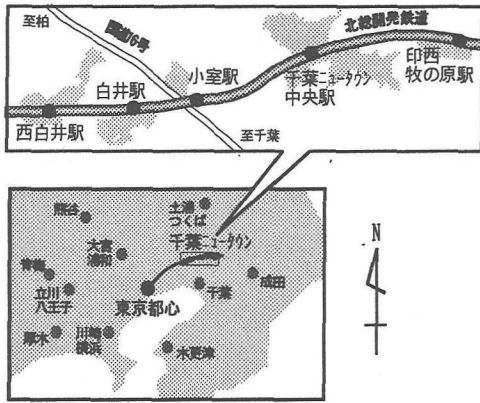 至柏
国道6号
北総開発鉄道
小室駅
白井駅
西白井駅
千葉ニュータウン
中央駅
印西
牧の原駅
至千葉
熊谷
土浦
つくば
千葉ニュータウン
大宮
浦和
青梅
立川
八王子
東京都心
千葉
成田
厚木
川崎
横浜
木更津
N